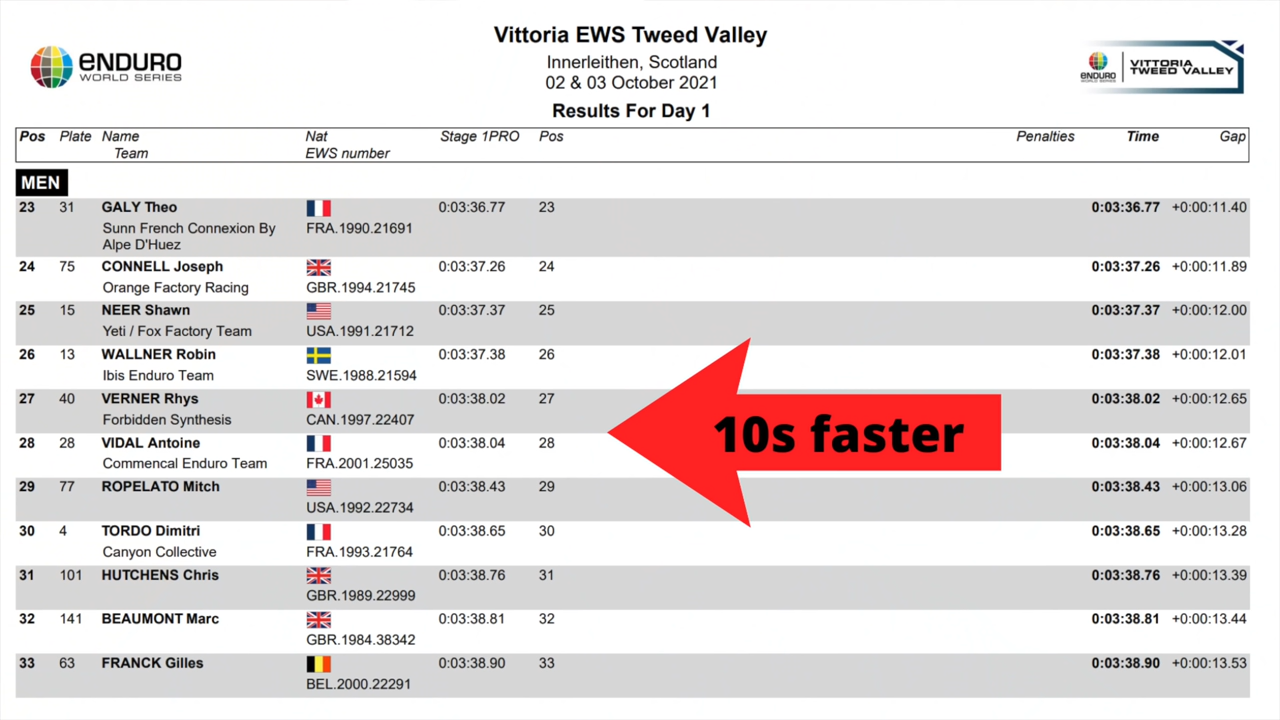 Vittoria EWS Tweed Valley
Innerleithen, Scotland
02 & 03 October 2021
Results For Day 1
ENDURO
WORLD SERIES
ENDURO
WORLD SERIES
VITTORIA
TWEED VALLEY
Pos Plate Name Nat Stage 1PRO Pos Penalties Time Gap
Team EWS number
MEN
23 31 GALY Theo 0:03:36.77 23 0:03:36.77 +0:00:11.40
Sunn French Connexion By FRA.1990.21691
Alpe D'Huez
24 75 CONNELL Joseph 0:03:37.26 24 0:03:37.26 +0:00:11.89
Orange Factory Racing GBR.1994.21745
25 15 NEER Shawn 0:03:37.37 25 0:03:37.37 +0:00:12.00
Yeti / Fox Factory Team USA.1991.21712
26 13 WALLNER Robin 0:03:37.38 26 0:03:37.38 +0:00:12.01
Ibis Enduro Team SWE.1988.21594
27 40 VERNER Rhys 0:03:38.02 27 0:03:38.02 +0:00:12.65
Forbidden Synthesis CAN.1997.22407
10s faster
28 28 VIDAL Antoine 0:03:38.04 28 0:03:38.04 +0:00:12.67
Commencal Enduro Team FRA.2001.25035
29 77 ROPELATO Mitch 0:03:38.43 29 0:03:38.43 +0:00:13.06
USA.1992.22734
30 4 TORDO Dimitri 0:03:38.65 30 0:03:38.65 +0:00:13.28
Canyon Collective FRA.1993.21764
31 101 HUTCHENS Chris 0:03:38.76 31 0:03:38.76 +0:00:13.39
GBR.1989.22999
32 141 BEAUMONT Marc 0:03:38.81 32 0:03:38.81 +0:00:13.44
GBR.1984.38342
33 63 FRANCK Gilles 0:03:38.90 33 0:03:38.90 +0:00:13.53
BEL.2000.22291